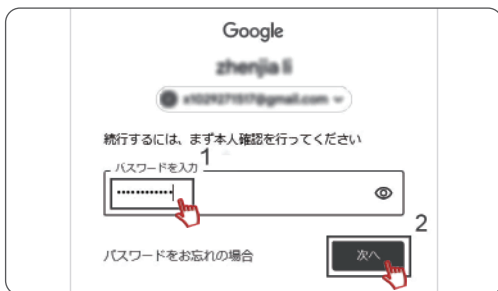 Google
続行するには、まず本人確認を行ってください
1
パスワードを入力
••••••••••••
2
パスワードをお忘れの場合
次へ